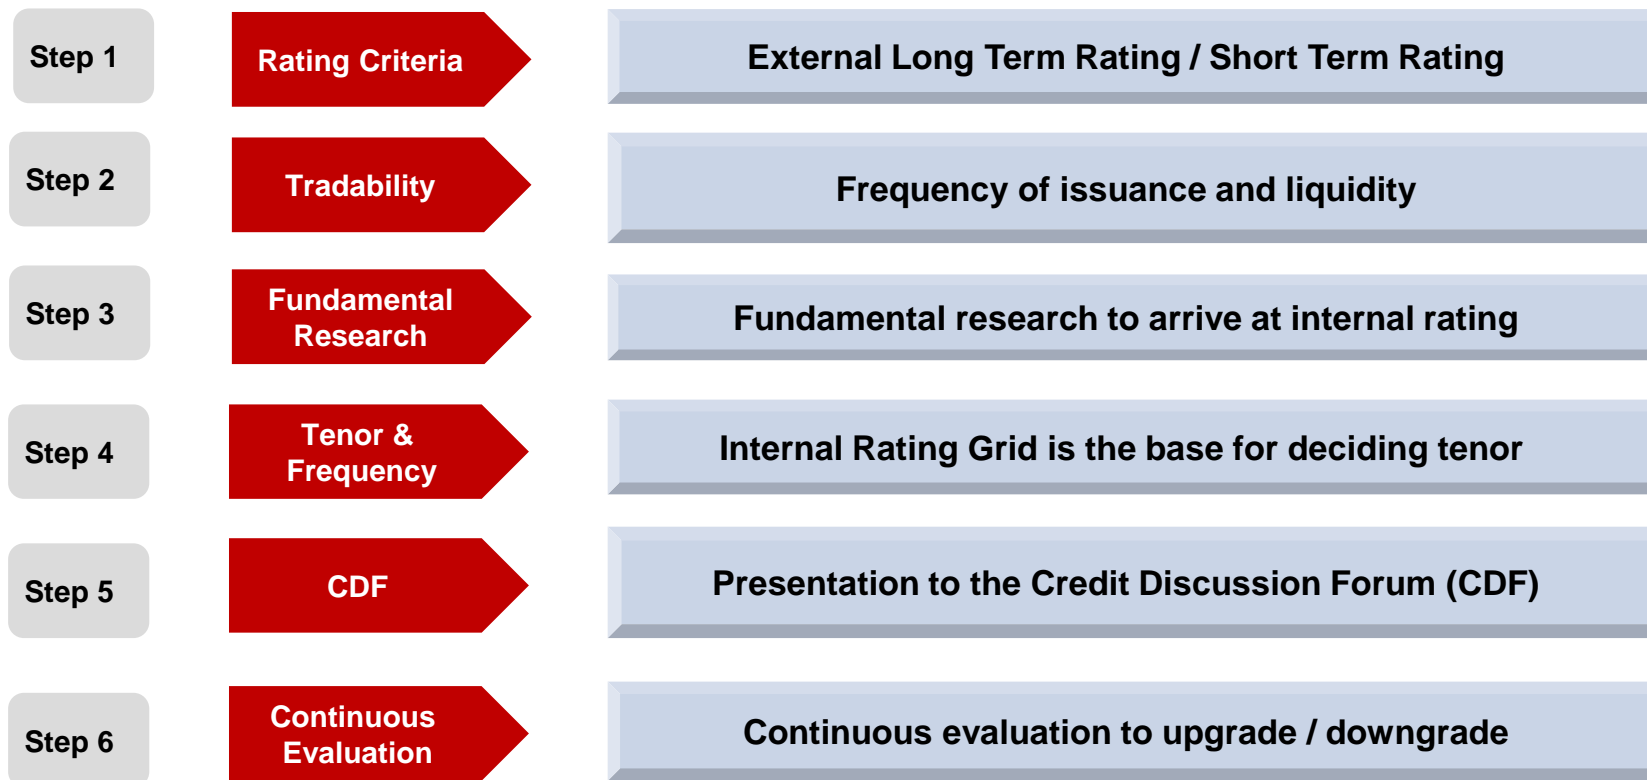 Step 1
Rating Criteria
External Long Term Rating / Short Term Rating
Step 2
Tradability
Frequency of issuance and liquidity
Step 3
Fundamental
Research
Fundamental research to arrive at internal rating
Step 4
Tenor &
Frequency
Internal Rating Grid is the base for deciding tenor
Step 5
CDF
Presentation to the Credit Discussion Forum (CDF)
Step 6
Continuous
Evaluation
Continuous evaluation to upgrade / downgrade